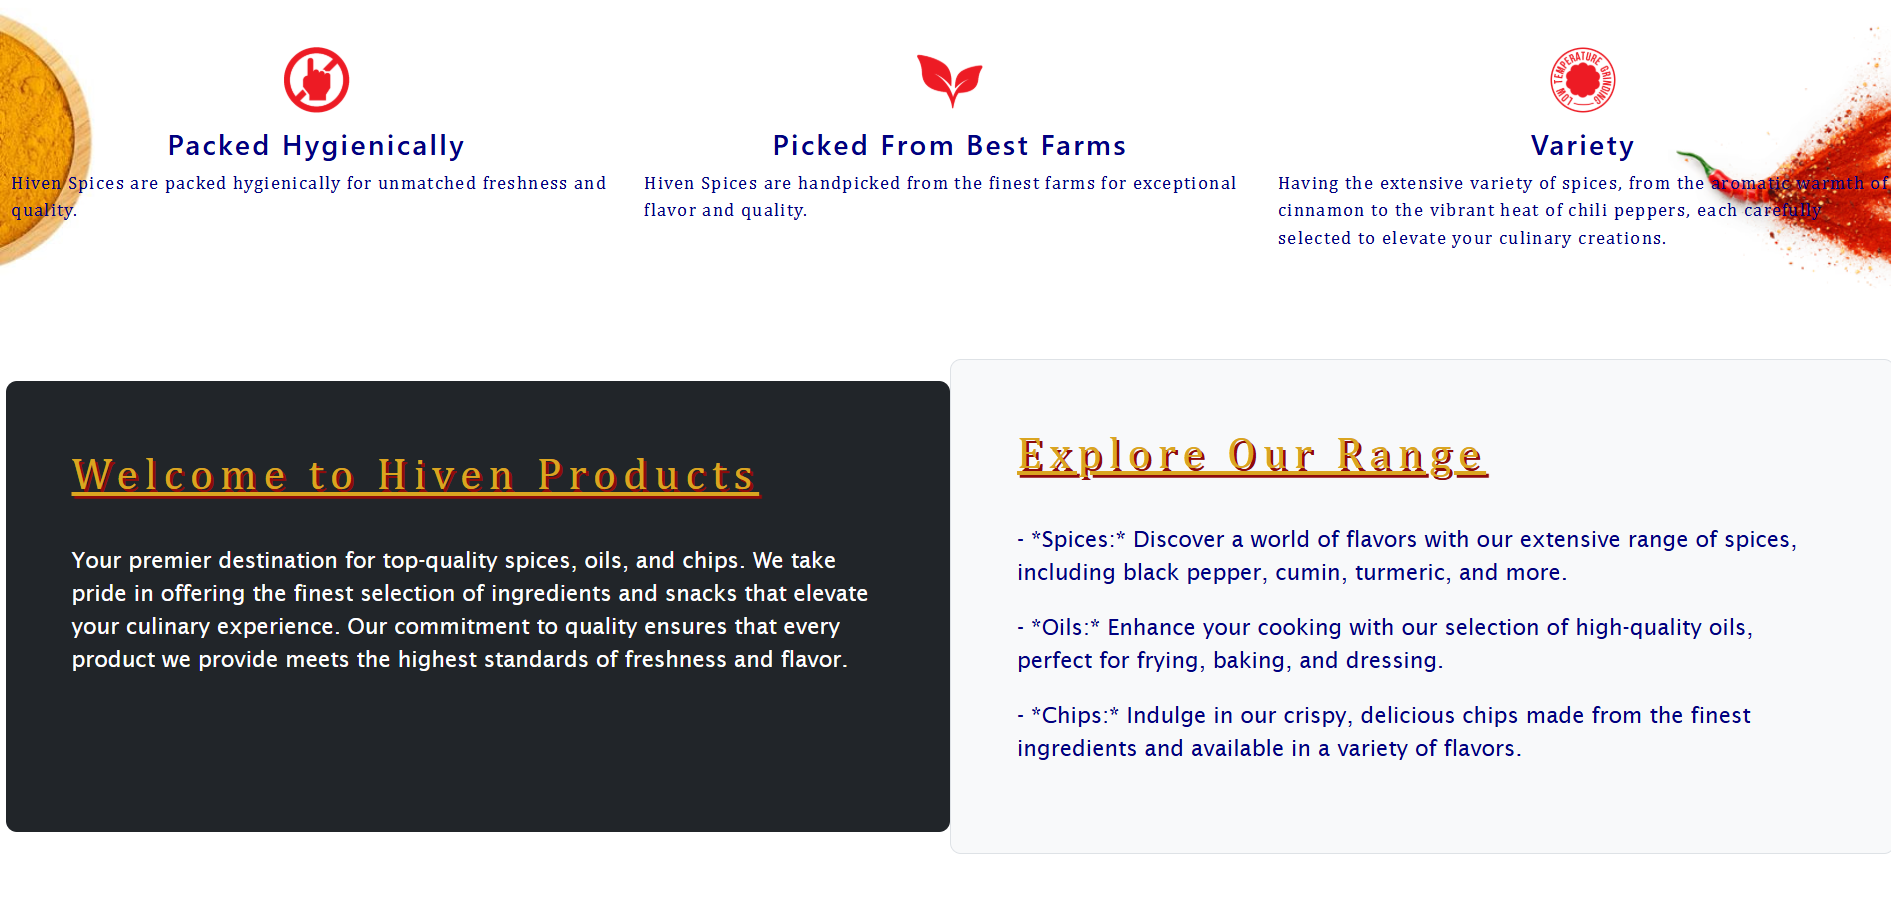 LOW TEMPERATURE GRINDING
Packed Hygienically
Hiven Spices are packed hygienically for unmatched freshness and
quality.
Picked From Best Farms
Hiven Spices are handpicked from the finest farms for exceptional
flavor and quality.
Variety
Having the extensive variety of spices, from the aromatic warmth of
cinnamon to the vibrant heat of chili peppers, each carefully
selected to elevate your culinary creations.
Welcome to Hiven Products
Your premier destination for top-quality spices, oils, and chips. We take
pride in offering the finest selection of ingredients and snacks that elevate
your culinary experience. Our commitment to quality ensures that every
product we provide meets the highest standards of freshness and flavor.
Explore Our Range
- *Spices:* Discover a world of flavors with our extensive range of spices,
including black pepper, cumin, turmeric, and more.
- *Oils:* Enhance your cooking with our selection of high-quality oils,
perfect for frying, baking, and dressing.
- *Chips:* Indulge in our crispy, delicious chips made from the finest
ingredients and available in a variety of flavors.